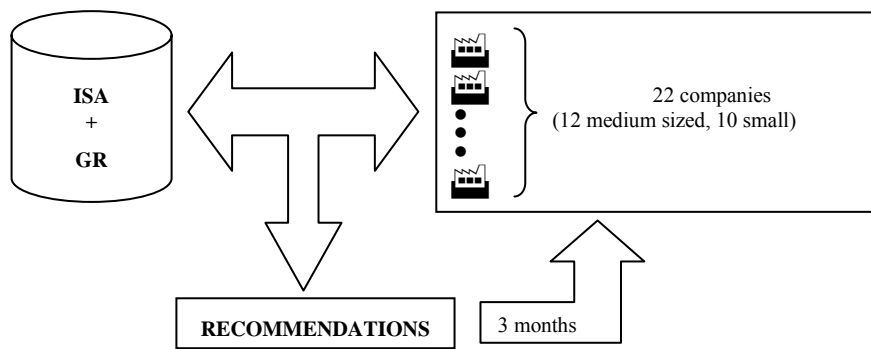 ISA
+
GR
22 companies
(12 medium sized, 10 small)
RECOMMENDATIONS
3 months